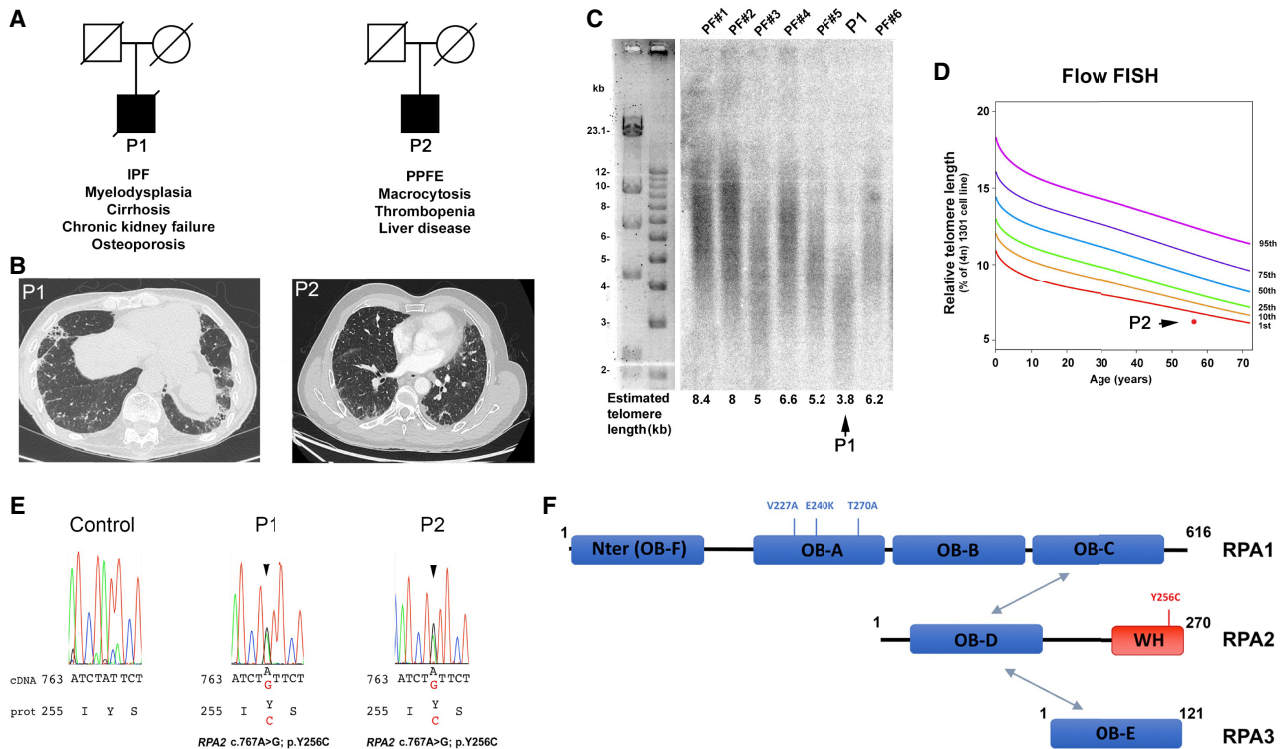 A
P1
IPF
Myelodysplasia
Cirrhosis
Chronic kidney failure
Osteoporosis
P2
PPFE
Macrocytosis
Thrombopenia
Liver disease
B
P1
P2
C
PF#1 PF#2 PF#3 PF#4 PF#5 P1 PF#6
kb
23.1-
12-
10-
8-
6-
5-
4-
3-
2-
Estimated
telomere
length(kb)
8.4 8 5 6.6 5.2 3.8 6.2
P1
D
Flow FISH
Relative telomere length
(% of (4n) 1301 cell line)
20
15
10
5
95th
75th
50th
25th
10th
1st
P2
0 10 20 30 40 50 60 70
Age (years)
E
Control P1 P2
cDNA 763 ATCTAT TCT
763 ATCT A TTCT
G
763 ATCT A TTCT
G
prot 255 I Y S
255 I Y S
C
255 I Y S
C
RPA2 c.767A>G; p.Y256C
RPA2 c.767A>G; p.Y256C
F
V227A E240K T270A
1 Nter (OB-F) OB-A OB-B OB-C 616 RPA1
Y256C
1 OB-D WH 270 RPA2
1 OB-E 121 RPA3